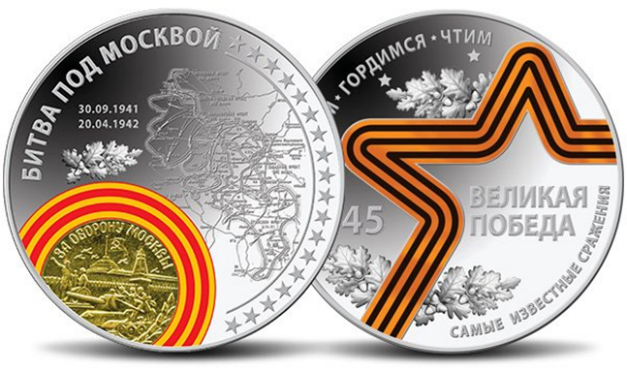 БИТВА ПОД МОСКВОЙ
30.09.1941
20.04.1942
ЗА ОБОРОНУ МОСКВЫ
ГОРДИМСЯ · ЧТИМ
45
ВЕЛИКАЯ
ПОБЕДА
САМЫЕ ИЗВЕСТНЫЕ СРАЖЕНИЯ